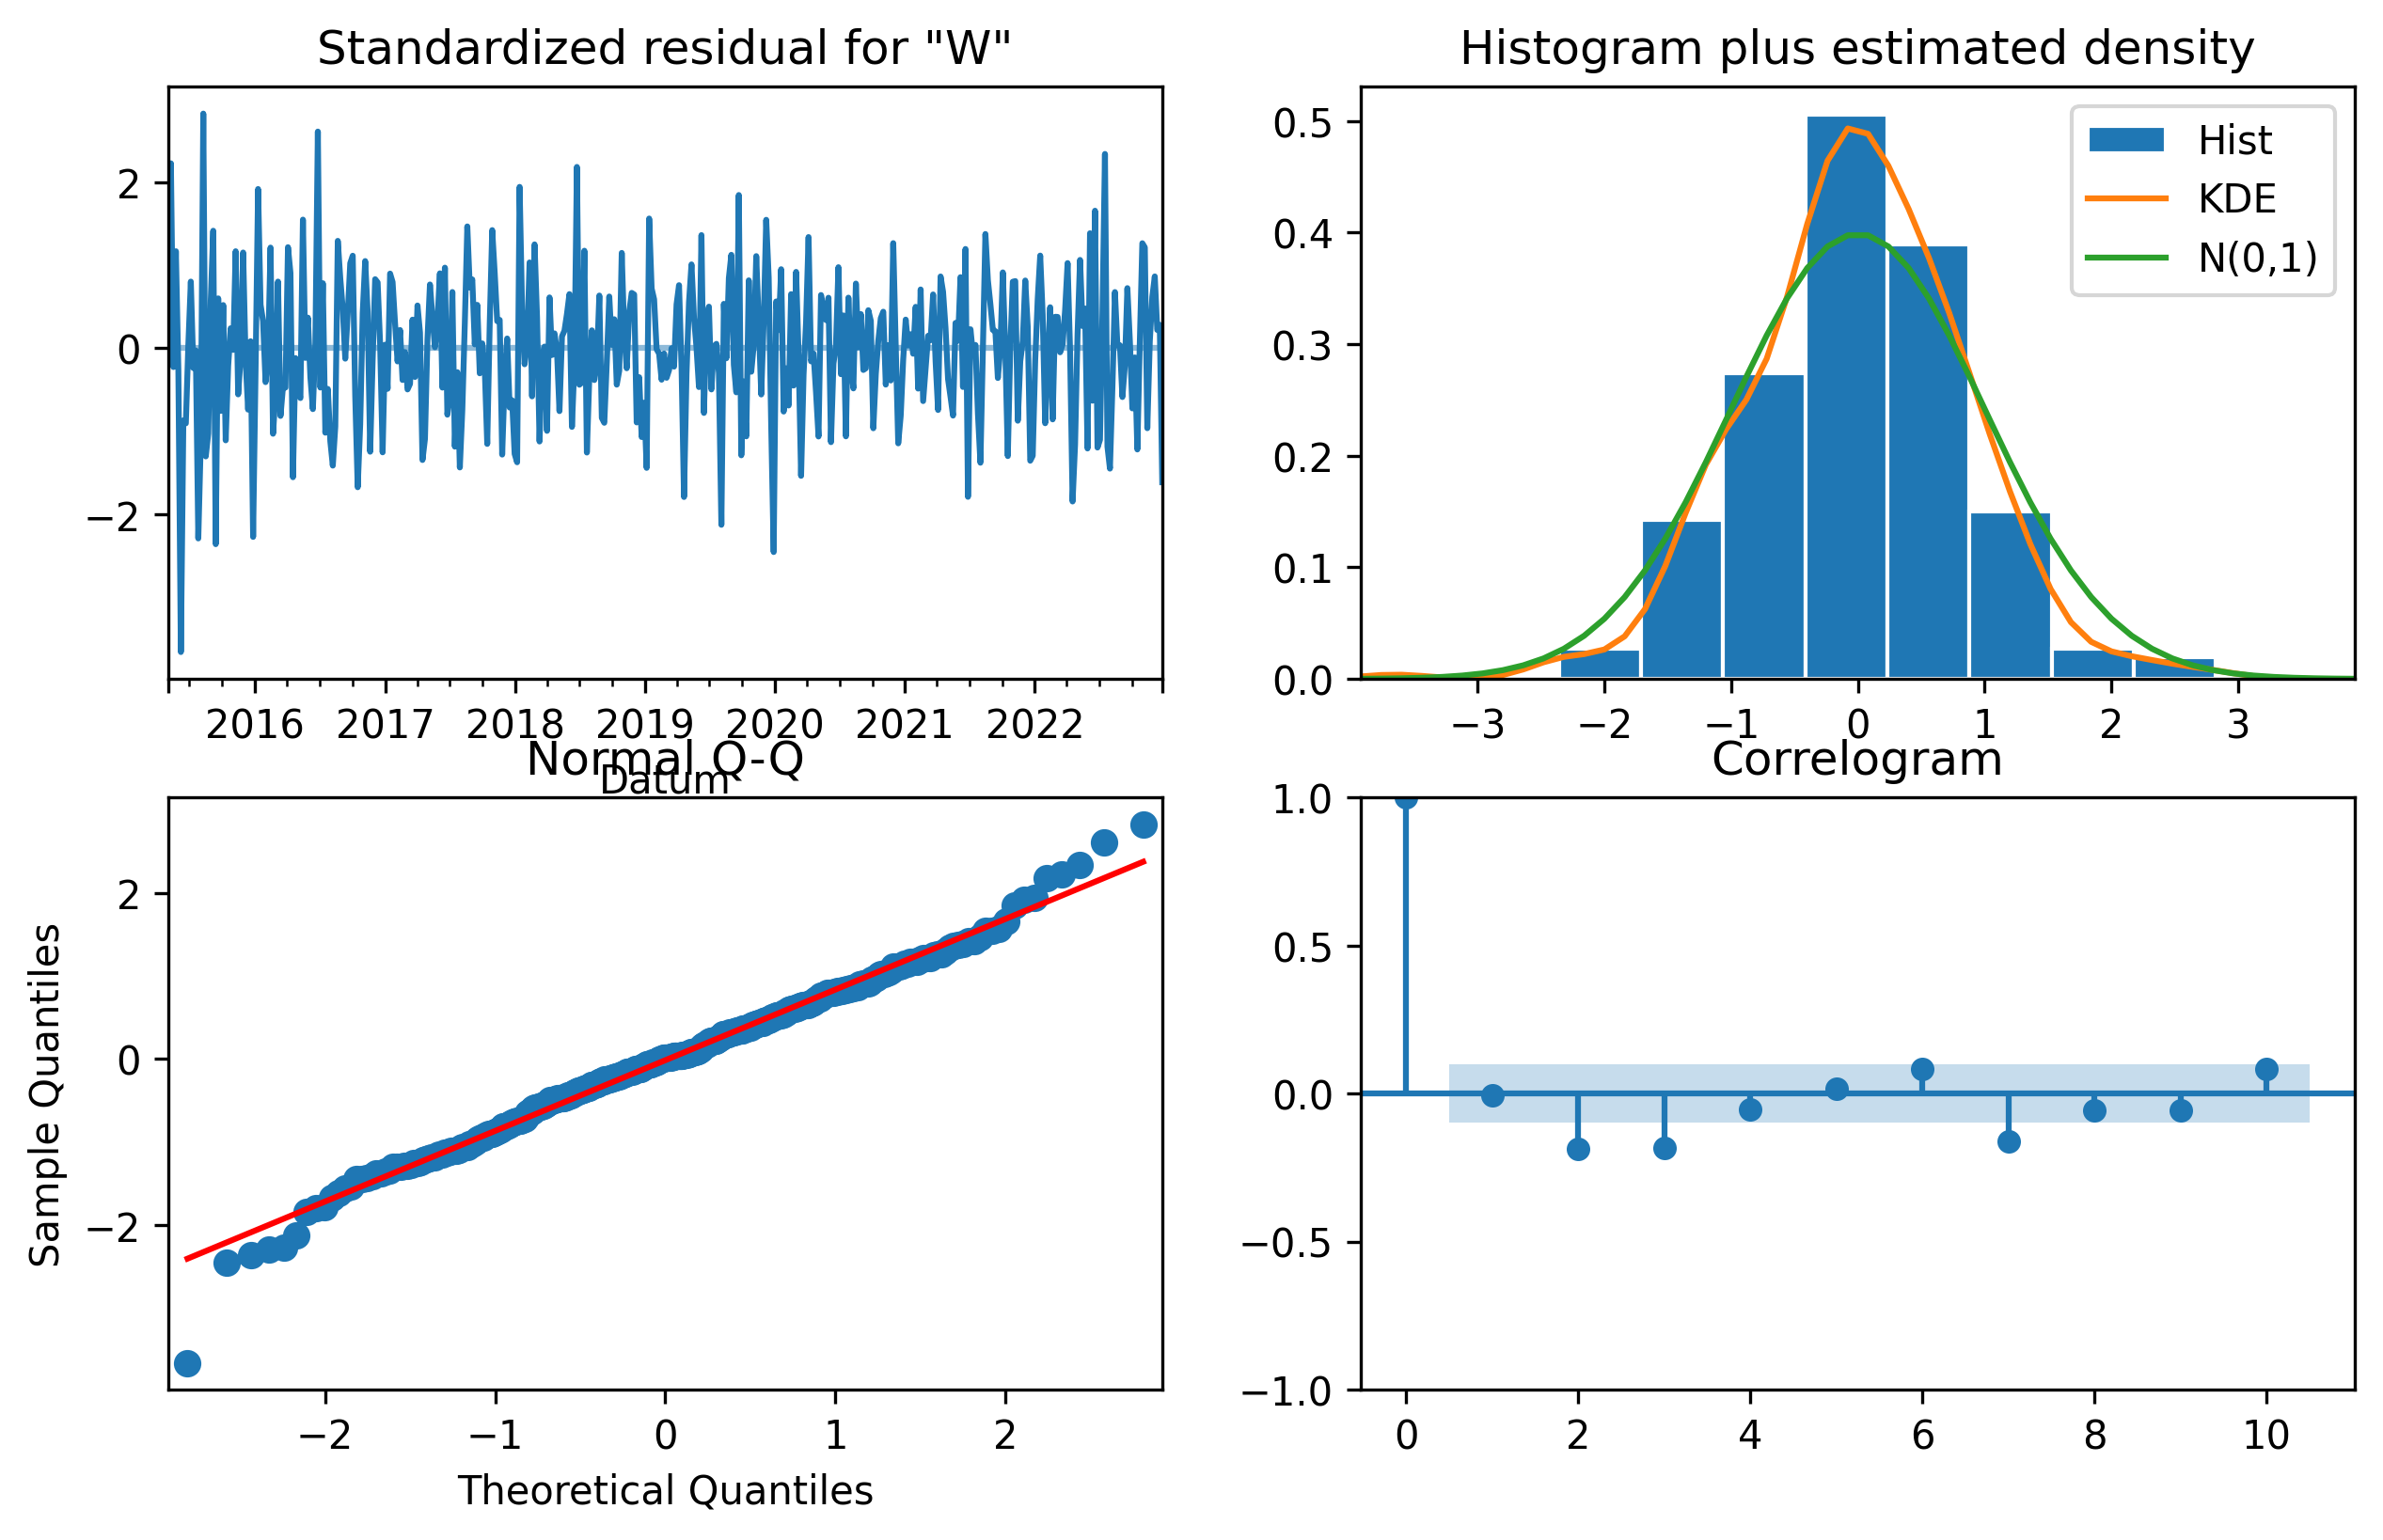 Standardized residual for "W"
2
0
−2
2016 2017 2018 2019 2020 2021 2022
Datum
Histogram plus estimated density
0.5
0.4
0.3
0.2
0.1
0.0
Hist
KDE
N(0,1)
−3 −2 −1 0 1 2 3
Normal Q-Q
Sample Quantiles
2
0
−2
−2 −1 0 1 2
Theoretical Quantiles
Correlogram
1.0
0.5
0.0
−0.5
−1.0
0 2 4 6 8 10